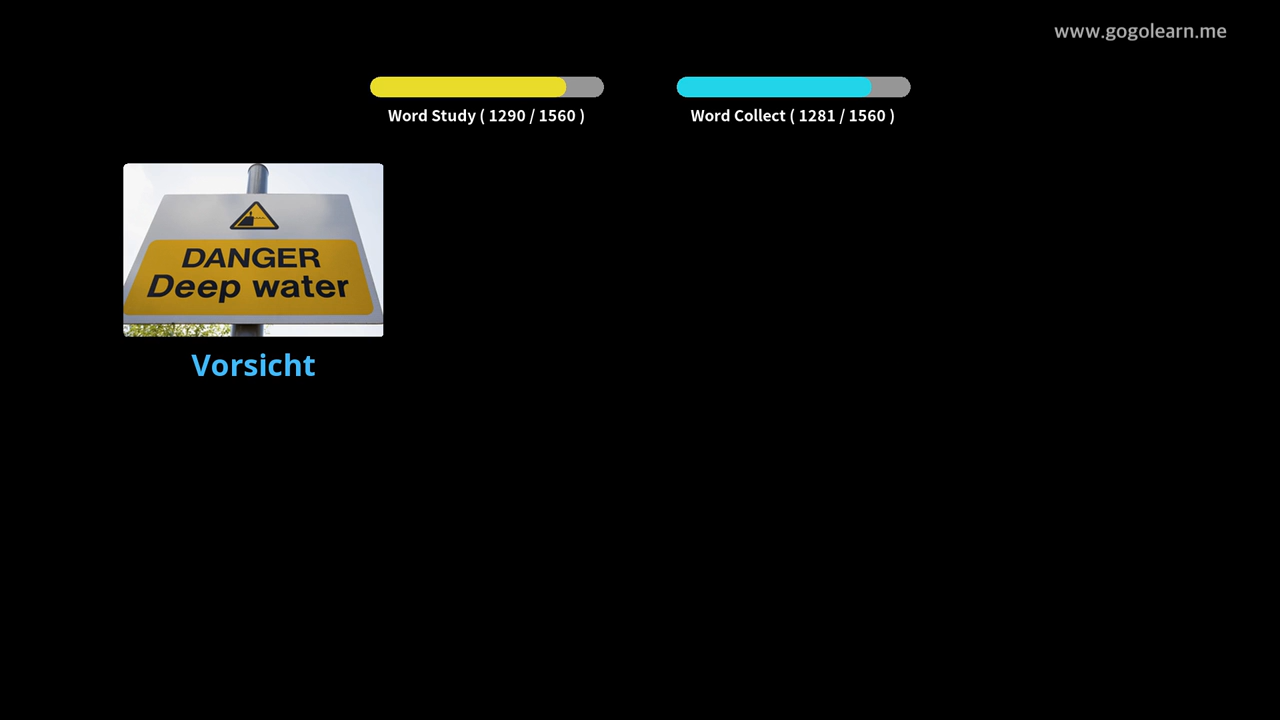 www.gogolearn.me
Word Study ( 1290 / 1560 )
Word Collect ( 1281 / 1560 )
DANGER
Deep water
Vorsicht